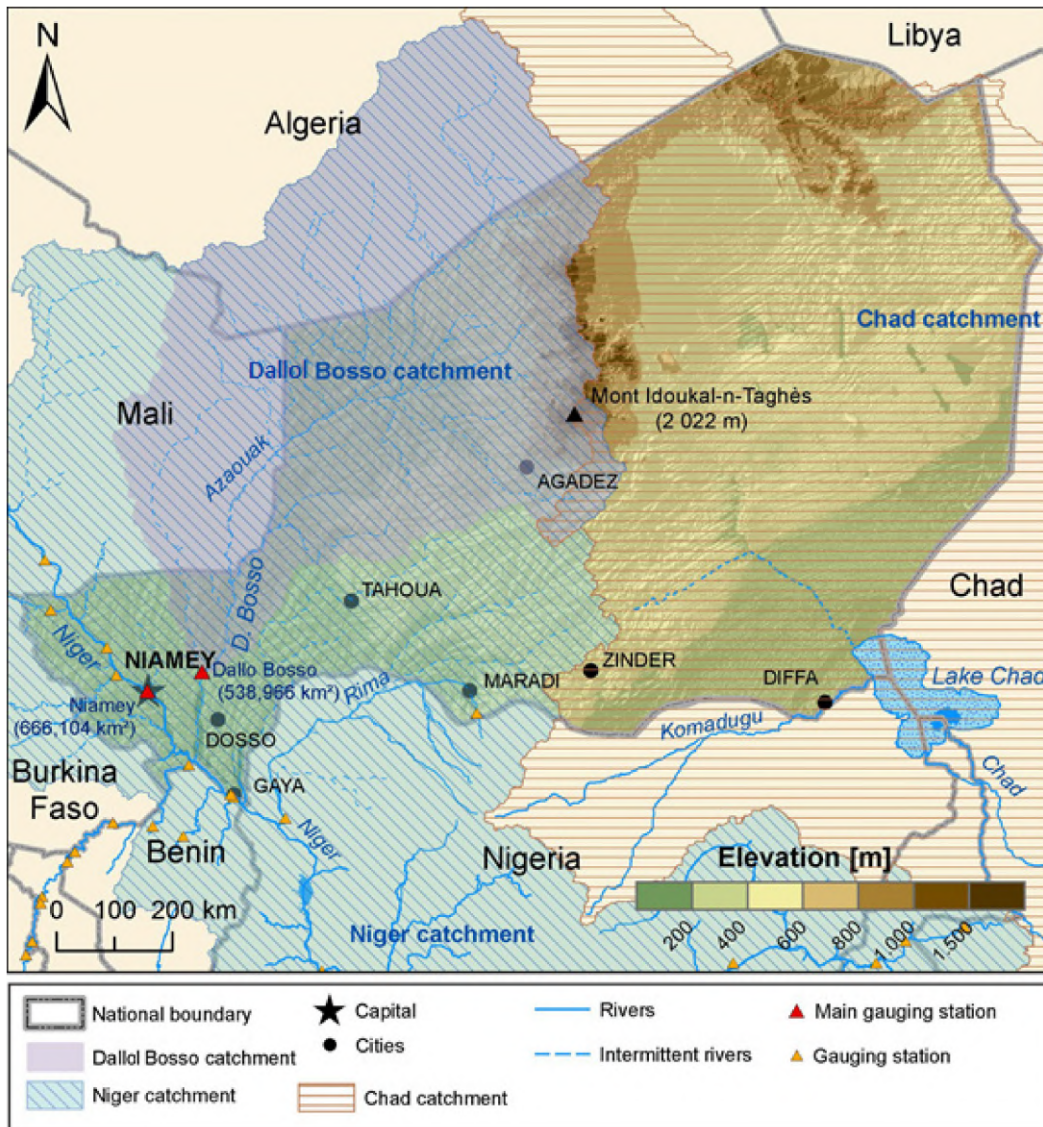 N
Libya
Algeria
Chad catchment
Dallol Bosso catchment
Mont Idoukal-n-Taghès
(2 022 m)
Mali
Azaouak
AGADEZ
D. Bosso
TAHOUA
Chad
Niger
NIAMEY
Dallo Bosso
(538,966 km²)
ZINDER
DIFFA
Lake Chad
Rima
MARADI
Niamey
(666,104 km²)
Komadugu
DOSSO
Burkina
Faso
GAYA
Chad
Niger
Benin
Nigeria
Elevation [m]
200
400
600
800
1.000
1.500
0 100 200 km
Niger catchment
National boundary
Capital
Rivers
Main gauging station
Dallol Bosso catchment
Cities
Intermittent rivers
Gauging station
Niger catchment
Chad catchment